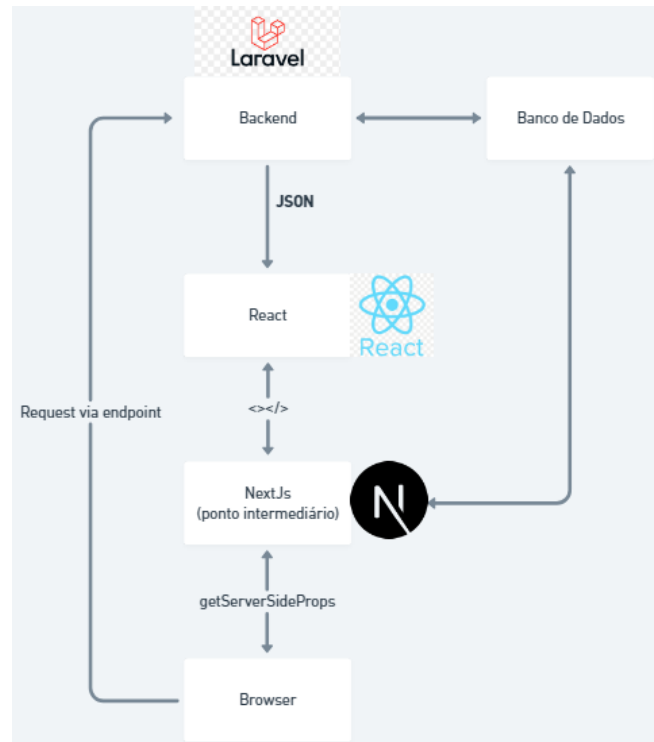 Laravel
Backend
Banco de Dados
JSON
React
React
Request via endpoint
<></>
NextJs
(ponto intermediário)
N
getServerSideProps
Browser